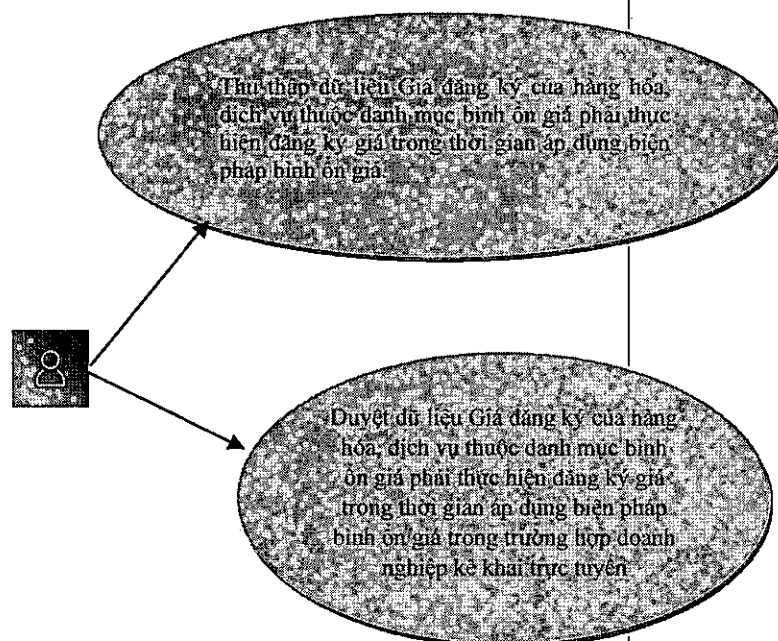 Thu thập dữ liệu Giá đăng ký của hàng hóa,
dịch vụ thuộc danh mục bình ổn giá phải thực
hiện đăng ký giá trong thời gian áp dụng biện
pháp bình ổn giá.
Duyệt dữ liệu Giá đăng ký của hàng
hóa, dịch vụ thuộc danh mục bình
ổn giá phải thực hiện đăng ký giá
trong thời gian áp dụng biện pháp
bình ổn giá trong trường hợp doanh
nghiệp kê khai trực tuyến